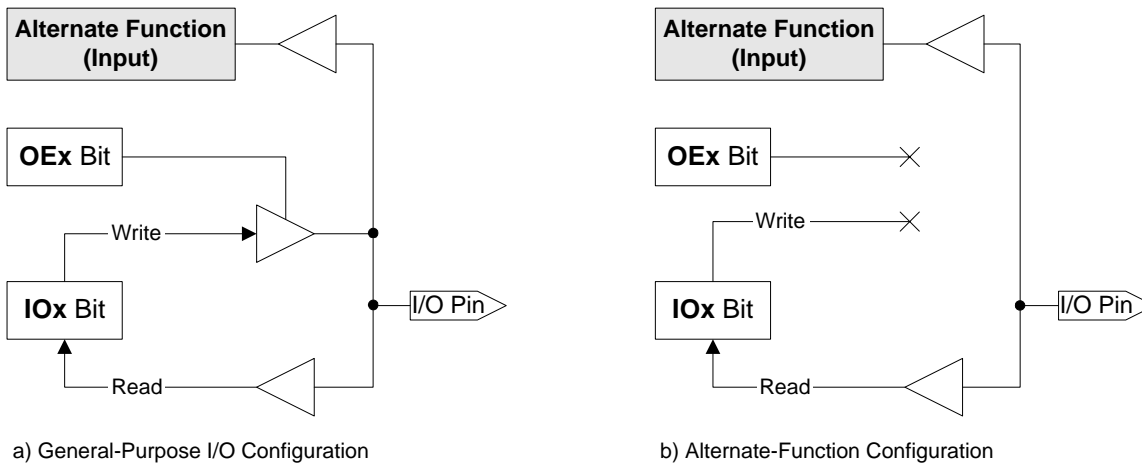 Alternate Function
(Input)
OEx Bit
Write
IOx Bit
I/O Pin
Read
a) General-Purpose I/O Configuration
Alternate Function
(Input)
OEx Bit
Write
IOx Bit
I/O Pin
Read
b) Alternate-Function Configuration